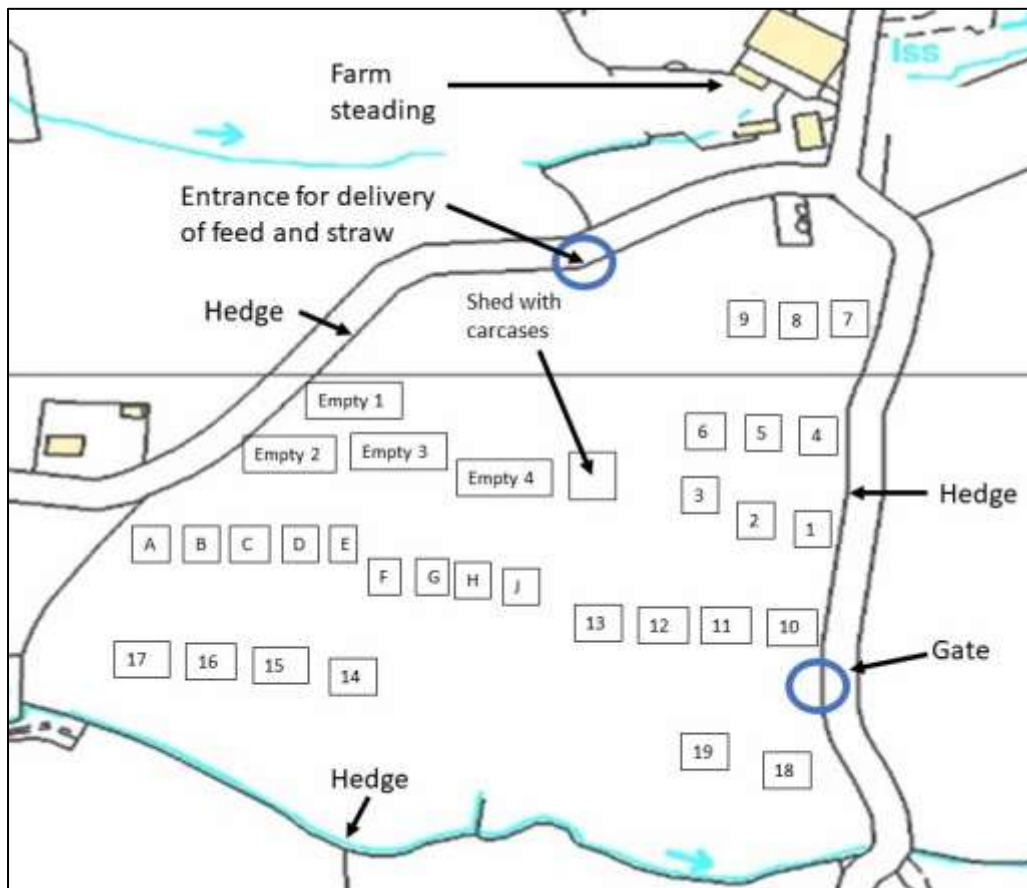 Iss
Farm
steading
Entrance for delivery
of feed and straw
Shed with
carcases
Hedge
9 8 7
Empty 1
6 5 4
Empty 2 Empty 3
Empty 4
3
Hedge
2 1
A B C D E
F G H J
13 12 11 10
Gate
17 16 15 14
19 18
Hedge